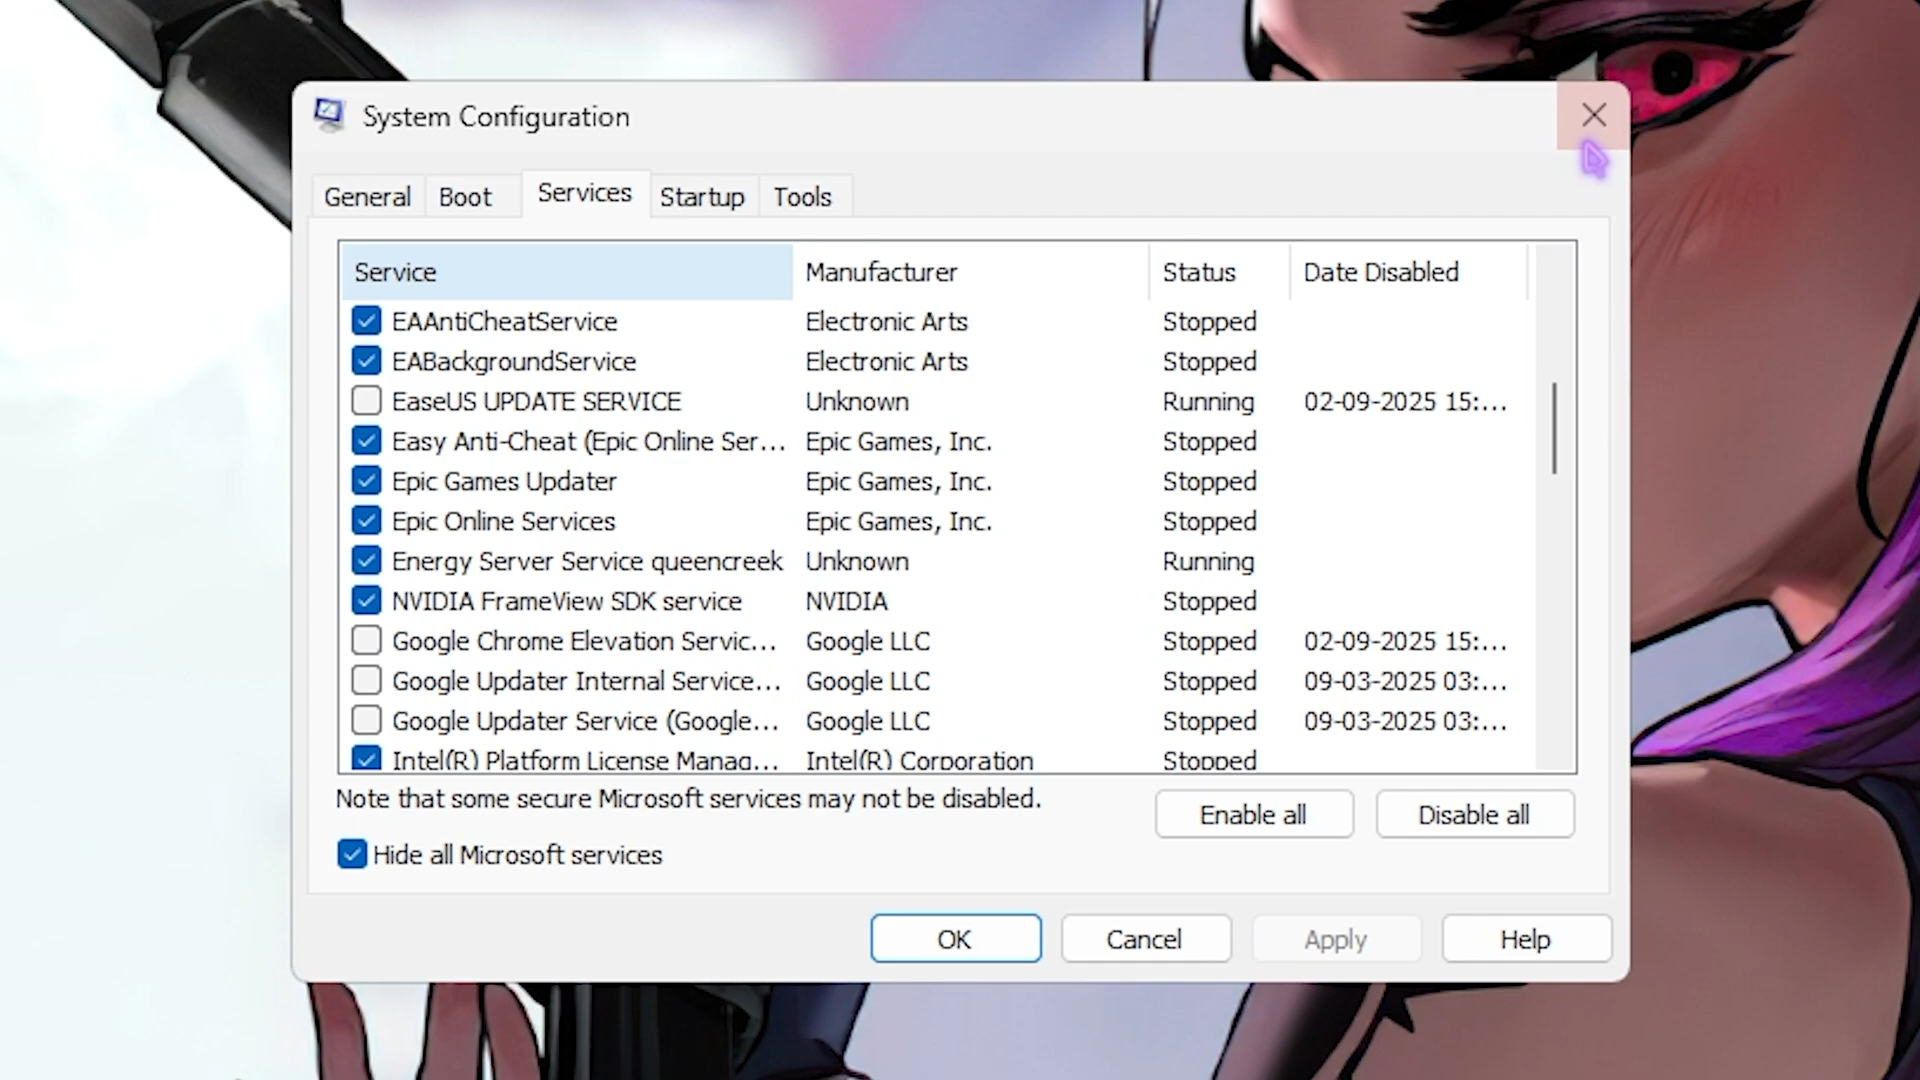 System Configuration
General Boot Services Startup Tools
Service Manufacturer Status Date Disabled
EAAntiCheatService Electronic Arts Stopped
EABackgroundService Electronic Arts Stopped
EaseUS UPDATE SERVICE Unknown Running 02-09-2025 15:...
Easy Anti-Cheat (Epic Online Ser... Epic Games, Inc. Stopped
Epic Games Updater Epic Games, Inc. Stopped
Epic Online Services Epic Games, Inc. Stopped
Energy Server Service queencreek Unknown Running
NVIDIA FrameView SDK service NVIDIA Stopped
Google Chrome Elevation Servic... Google LLC Stopped 02-09-2025 15:...
Google Updater Internal Service... Google LLC Stopped 09-03-2025 03:...
Google Updater Service (Google... Google LLC Stopped 09-03-2025 03:...
Intel(R) Platform License Manag... Intel(R) Corporation Stopped
Note that some secure Microsoft services may not be disabled.
Enable all Disable all
Hide all Microsoft services
OK Cancel Apply Help